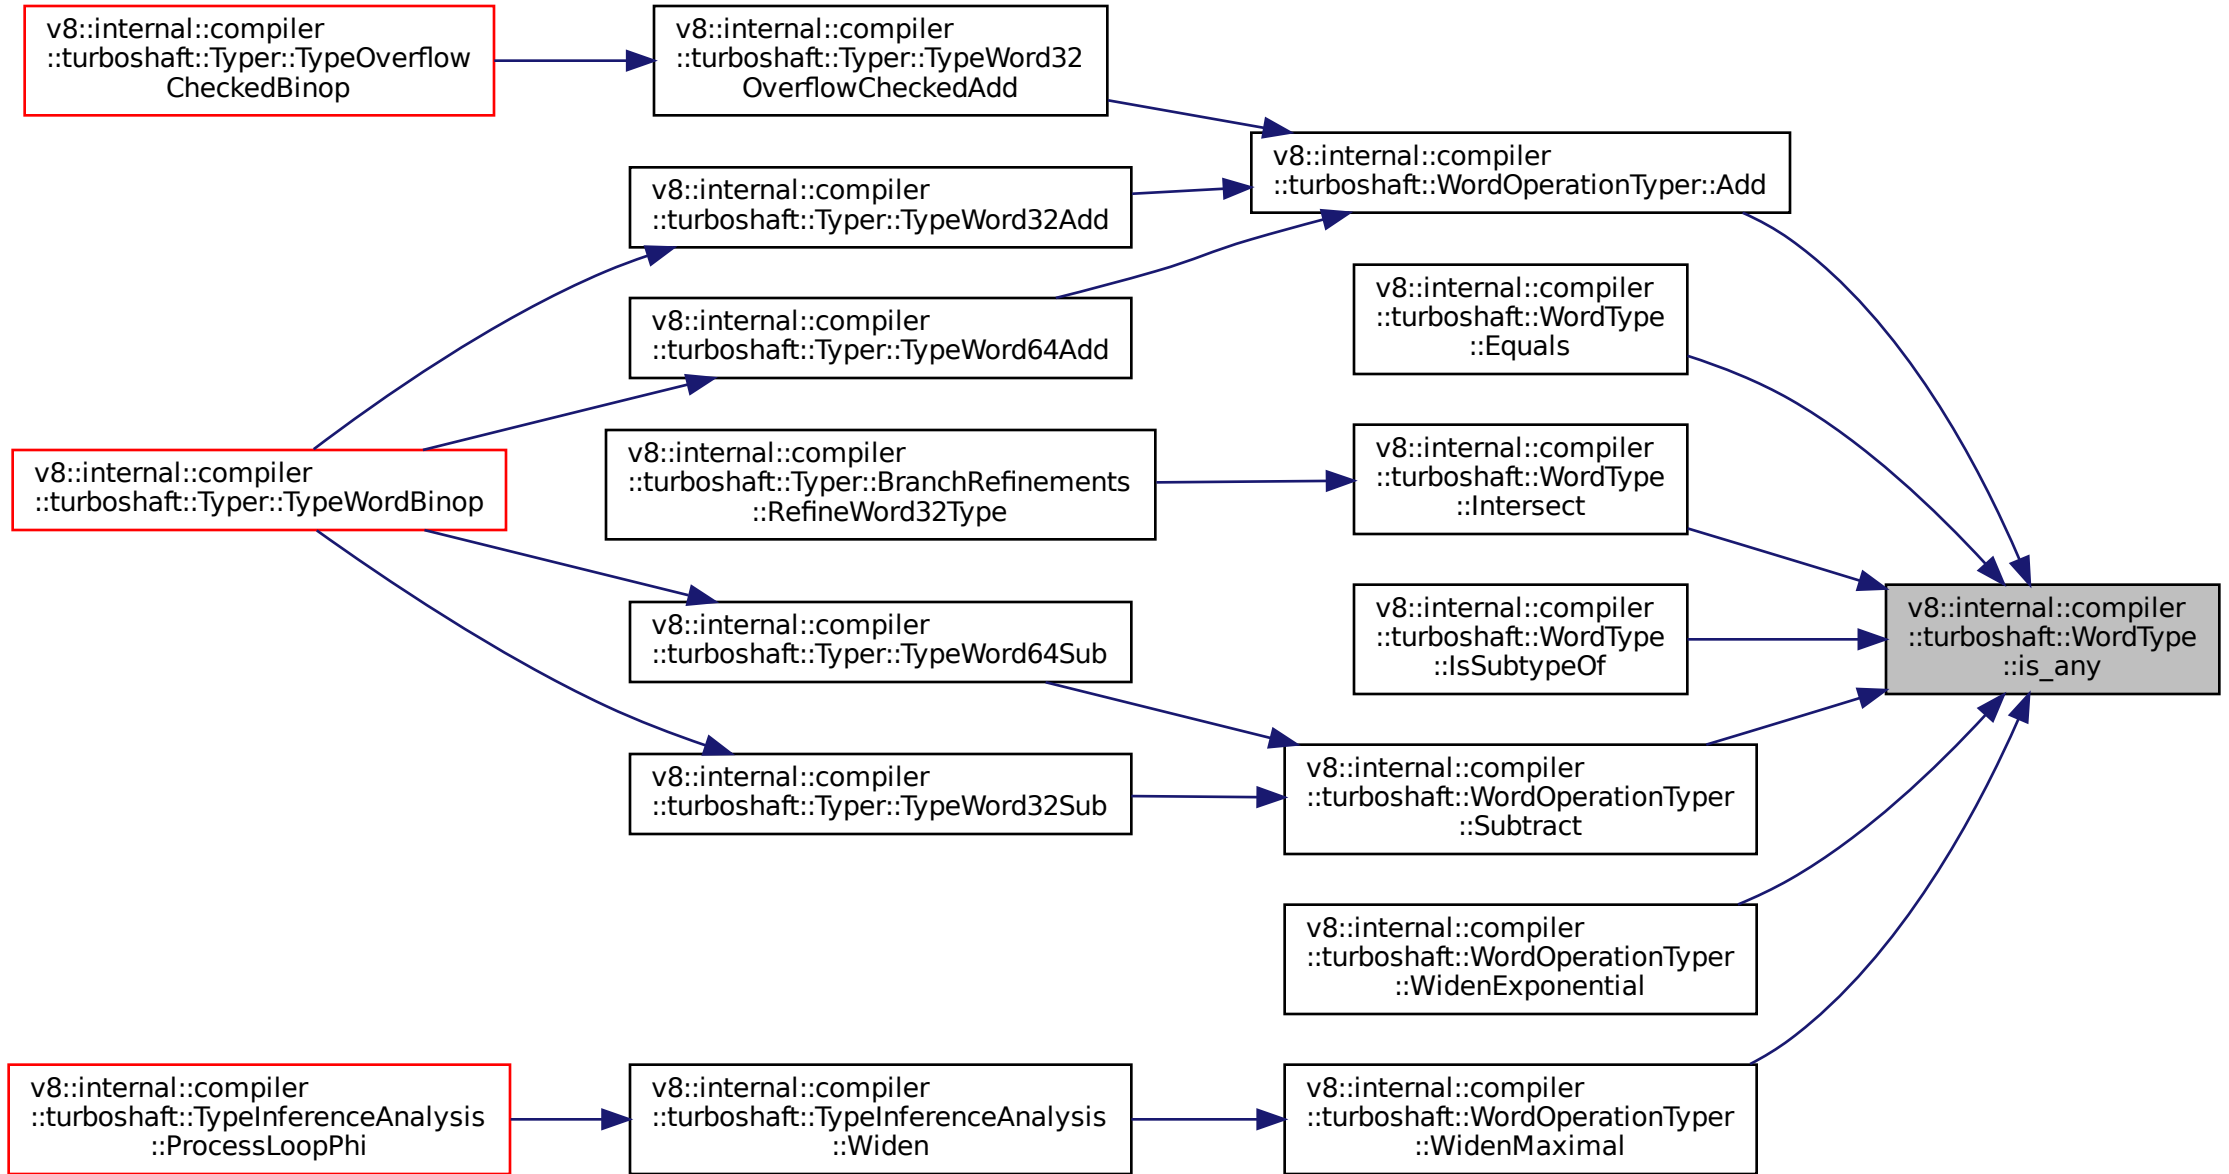 v8::internal::compiler
::turboshaft::Typer::TypeOverflow
CheckedBinop
v8::internal::compiler
::turboshaft::Typer::TypeWord32
OverflowCheckedAdd
v8::internal::compiler
::turboshaft::WordOperationTyper::Add
v8::internal::compiler
::turboshaft::Typer::TypeWord32Add
v8::internal::compiler
::turboshaft::WordType
::Equals
v8::internal::compiler
::turboshaft::Typer::TypeWord64Add
v8::internal::compiler
::turboshaft::Typer::TypeWordBinop
v8::internal::compiler
::turboshaft::Typer::BranchRefinements
::RefineWord32Type
v8::internal::compiler
::turboshaft::WordType
::Intersect
v8::internal::compiler
::turboshaft::Typer::TypeWord64Sub
v8::internal::compiler
::turboshaft::WordType
::IsSubtypeOf
v8::internal::compiler
::turboshaft::WordType
::is_any
v8::internal::compiler
::turboshaft::Typer::TypeWord32Sub
v8::internal::compiler
::turboshaft::WordOperationTyper
::Subtract
v8::internal::compiler
::turboshaft::WordOperationTyper
::WidenExponential
v8::internal::compiler
::turboshaft::TypeInferenceAnalysis
::ProcessLoopPhi
v8::internal::compiler
::turboshaft::TypeInferenceAnalysis
::Widen
v8::internal::compiler
::turboshaft::WordOperationTyper
::WidenMaximal